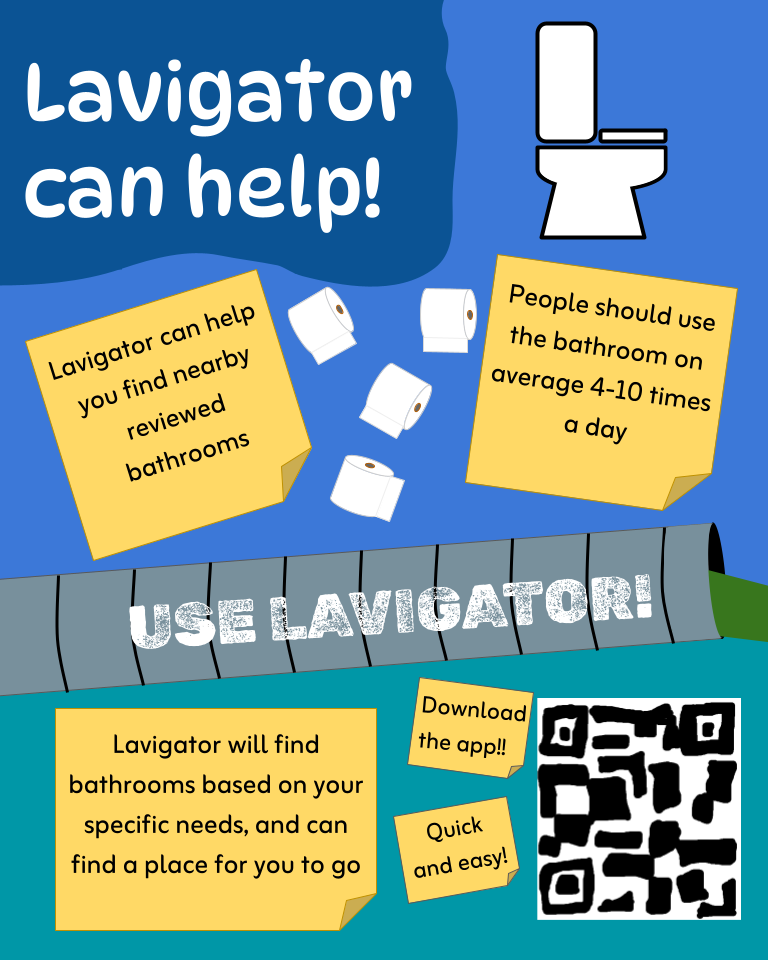 Lavigator
can help!
Lavigator can help
you find nearby
reviewed
bathrooms
People should use
the bathroom on
average 4-10 times
a day
USE LAVIGATOR!
Lavigator will find
bathrooms based on your
specific needs, and can
find a place for you to go
Download
the app!!
Quick
and easy!